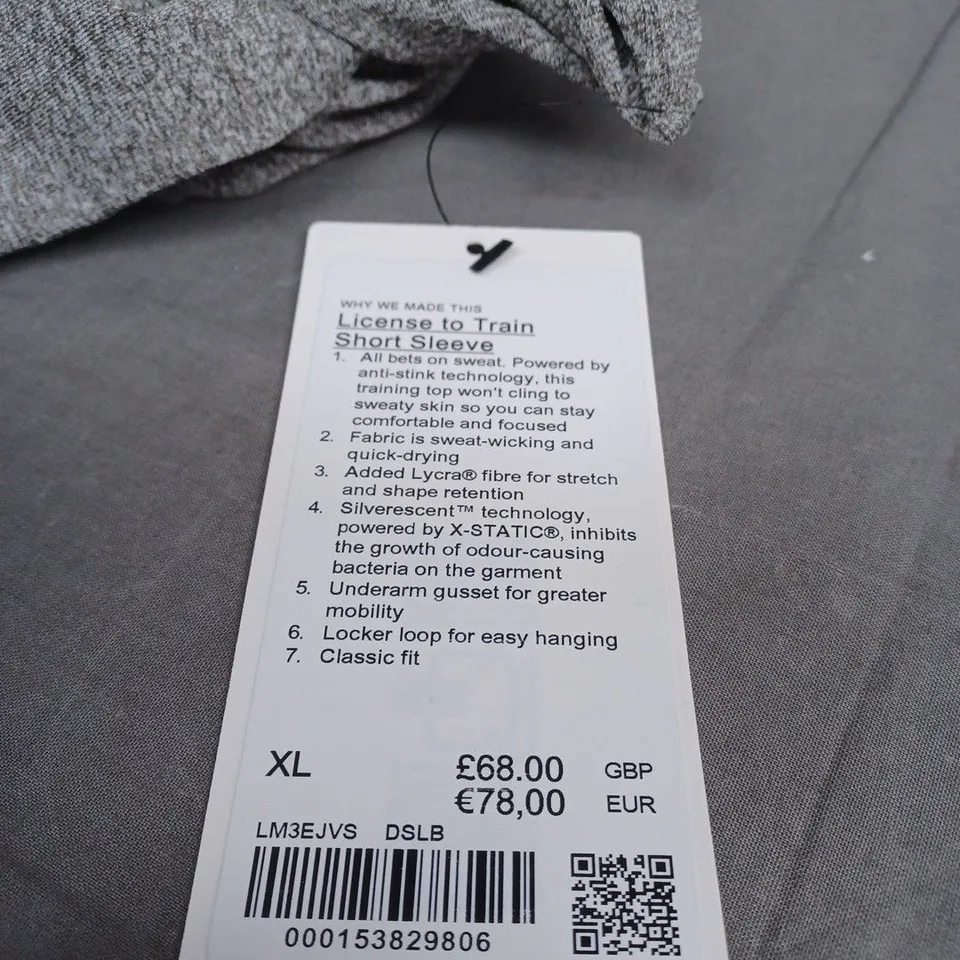 WHY WE MADE THIS
License to Train
Short Sleeve
1. All bets on sweat. Powered by
anti-stink technology, this
training top won't cling to
sweaty skin so you can stay
comfortable and focused
2. Fabric is sweat-wicking and
quick-drying
3. Added Lycra® fibre for stretch
and shape retention
4. Silverescent™ technology,
powered by X-STATIC®, inhibits
the growth of odour-causing
bacteria on the garment
5. Underarm gusset for greater
mobility
6. Locker loop for easy hanging
7. Classic fit
XL £68.00 GBP
€78,00 EUR
LM3EJVS DSLB
000153829806